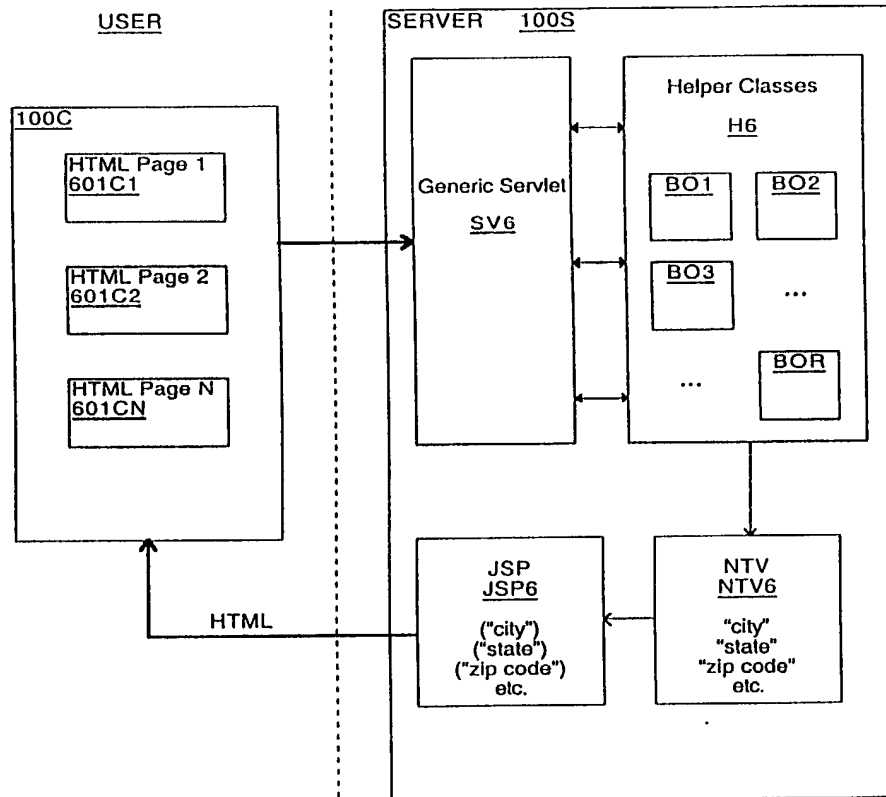 USER
SERVER 100S
100C
HTML Page 1
601C1
HTML Page 2
601C2
HTML Page N
601CN
Generic Servlet
SV6
Helper Classes
H6
BO1
BO2
BO3
...
...
BOR
HTML
JSP
JSP6
("city")
("state")
("zip code")
etc.
NTV
NTV6
"city"
"state"
"zip code"
etc.